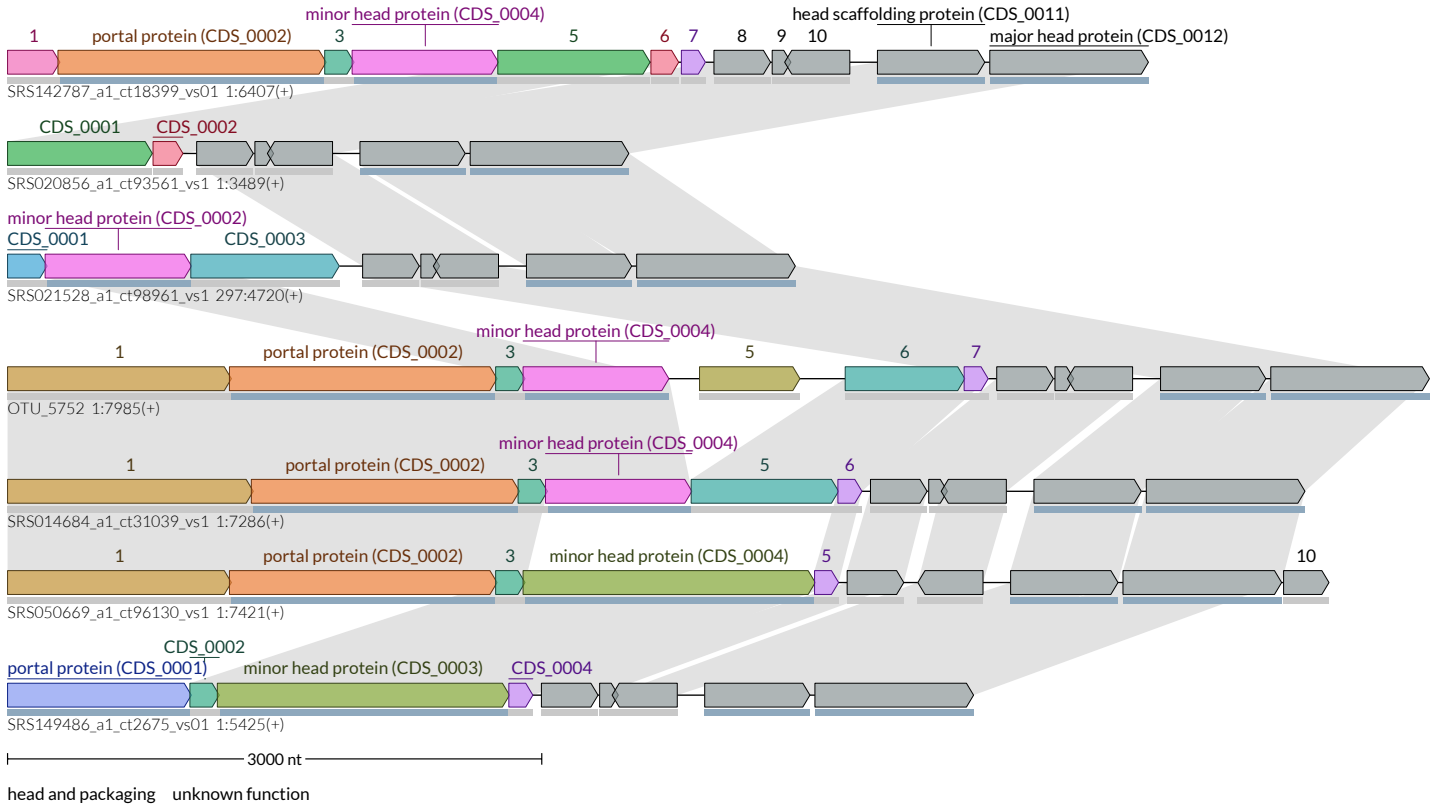 minor head protein (CDS_0004) head scaffolding protein (CDS_0011)
1 portal protein (CDS_0002) 3 5 6 7 8 9 10 major head protein (CDS_0012)
SRS142787_a1_ct18399_vs01 1:6407(+)
CDS_0001 CDS_0002
SRS020856_a1_ct93561_vs1 1:3489(+)
minor head protein (CDS_0002)
CDS_0001 CDS_0003
SRS021528_a1_ct98961_vs1 297:4720(+)
minor head protein (CDS_0004)
1 portal protein (CDS_0002) 3 5 6 7
OTU_5752 1:7985(+)
minor head protein (CDS_0004)
1 portal protein (CDS_0002) 3 5 6
SRS014684_a1_ct31039_vs1 1:7286(+)
1 portal protein (CDS_0002) 3 minor head protein (CDS_0004) 5 10
SRS050669_a1_ct96130_vs1 1:7421(+)
CDS_0002
portal protein (CDS_0001) minor head protein (CDS_0003) CDS_0004
SRS149486_a1_ct2675_vs01 1:5425(+)
3000 nt
head and packaging unknown function